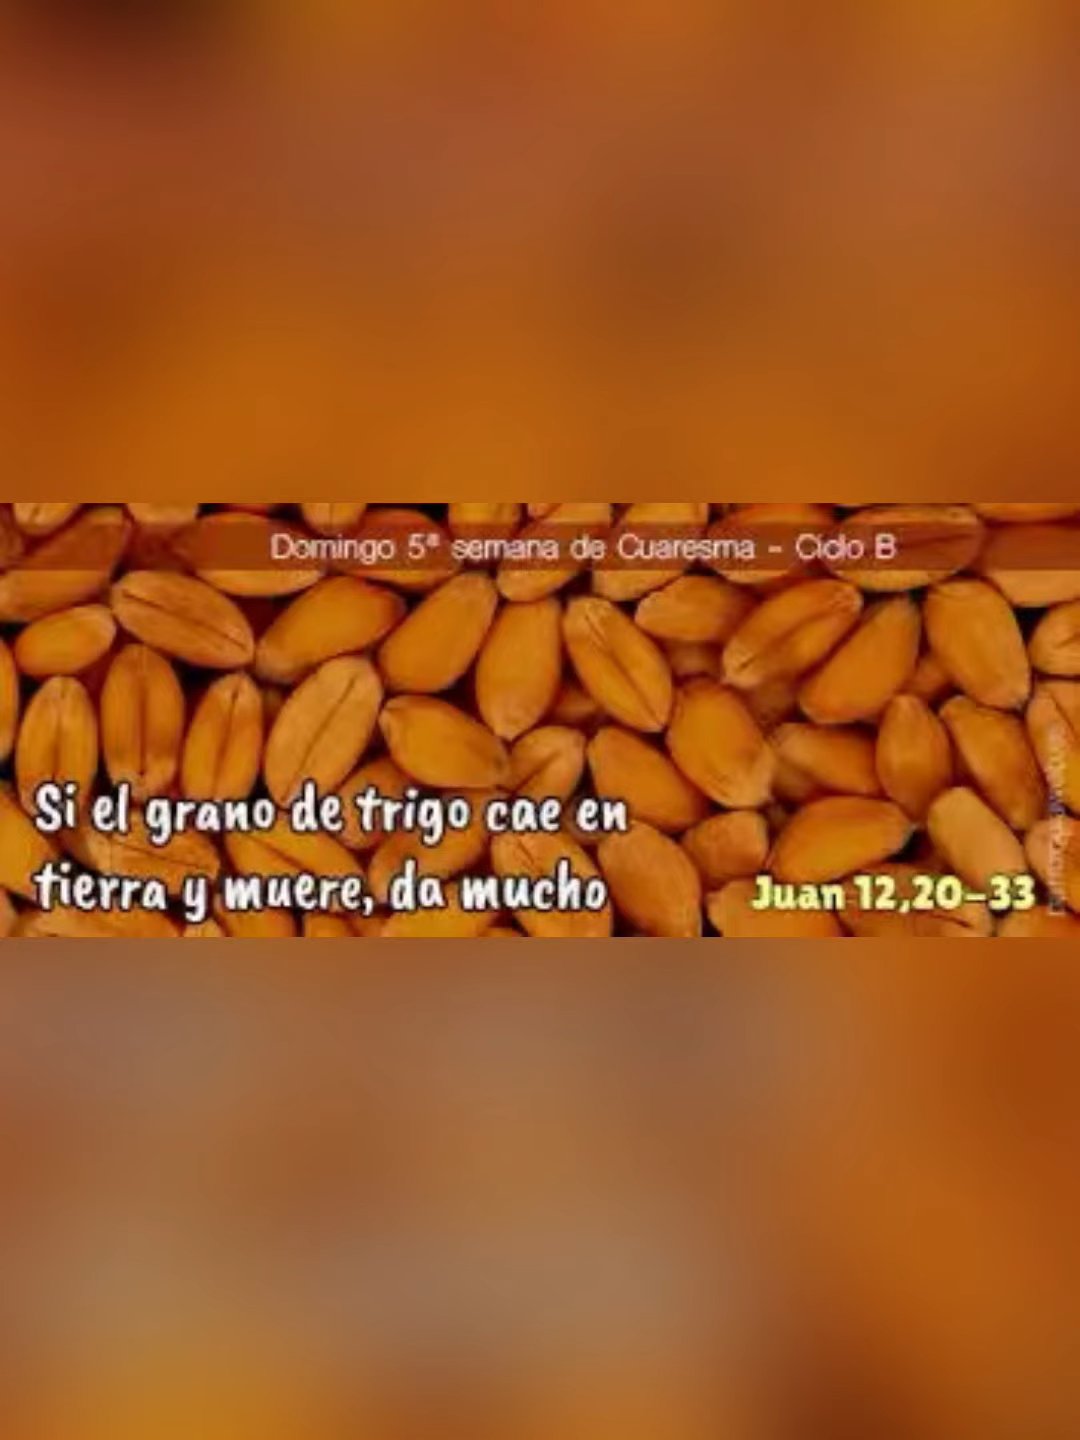 Domingo 5ª semana de Cuaresma - Ciclo B
Si el grano de trigo cae en
tierra y muere, da mucho
Juan 12,20-33